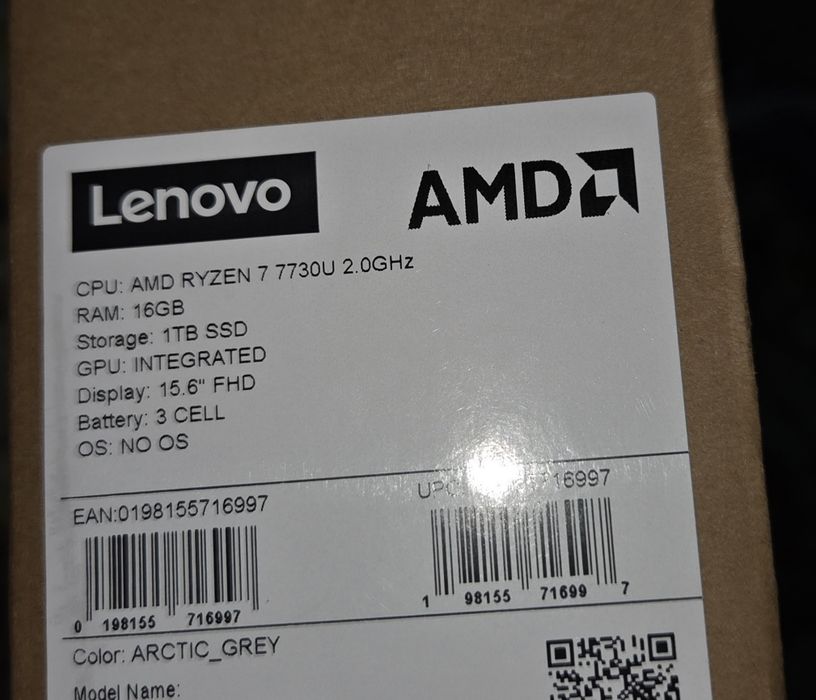 Lenovo
AMD
CPU: AMD RYZEN 7 7730U 2.0GHz
RAM: 16GB
Storage: 1TB SSD
GPU: INTEGRATED
Display: 15.6" FHD
Battery: 3 CELL
OS: NO OS
EAN:0198155716997
0 198155 716997
1 98155 71699 7
Color: ARCTIC_GREY
Model Name: